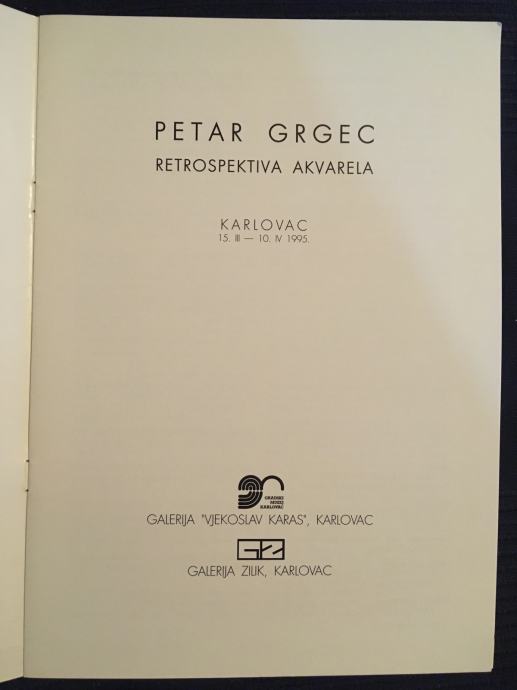 PETAR GRGEC
RETROSPEKTIVA AKVARELA
KARLOVAC
15. III — 10. IV 1995.
GRADSKI
MUZEJ
KARLOVAC
GALERIJA "VJEKOSLAV KARAS", KARLOVAC
GZ
GALERIJA ZILIK, KARLOVAC